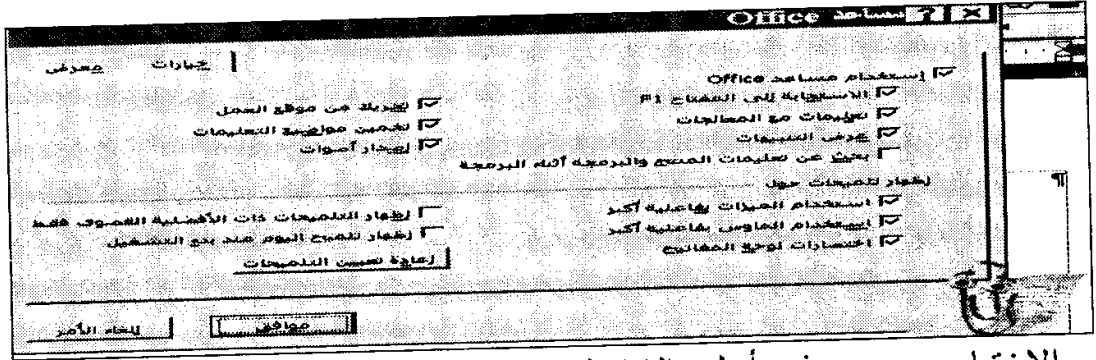 مساعد Office
خيارات
معرض
إستخدام مساعد Office
الاستجابة إلى المفتاح F1
تعليمات مع المعالجات
عرض التنبيهات
بحث عن تعليمات المنتج والبرمجة أثناء البرمجة
تحريك من موقع العمل
تخمين مواضيع التعليمات
إصدار أصوات
إظهار تلميحات حول
استخدام الميزات بفاعلية أكبر
استخدام الماوس بفاعلية أكبر
اختصارات لوحة المفاتيح
إظهار التلميحات ذات الأفضلية القصوى فقط
إظهار تلميح اليوم عند بدء التشغيل
إعادة تعيين التلميحات
موافق
إلغاء الأمر